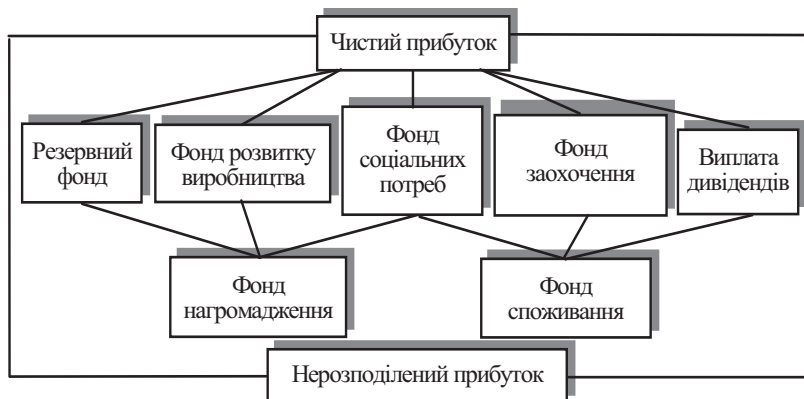 Чистий прибуток
Резервний
фонд
Фонд розвитку
виробництва
Фонд
соціальних
потреб
Фонд
заохочення
Виплата
дивідендів
Фонд
нагромадження
Фонд
споживання
Нерозподілений прибуток